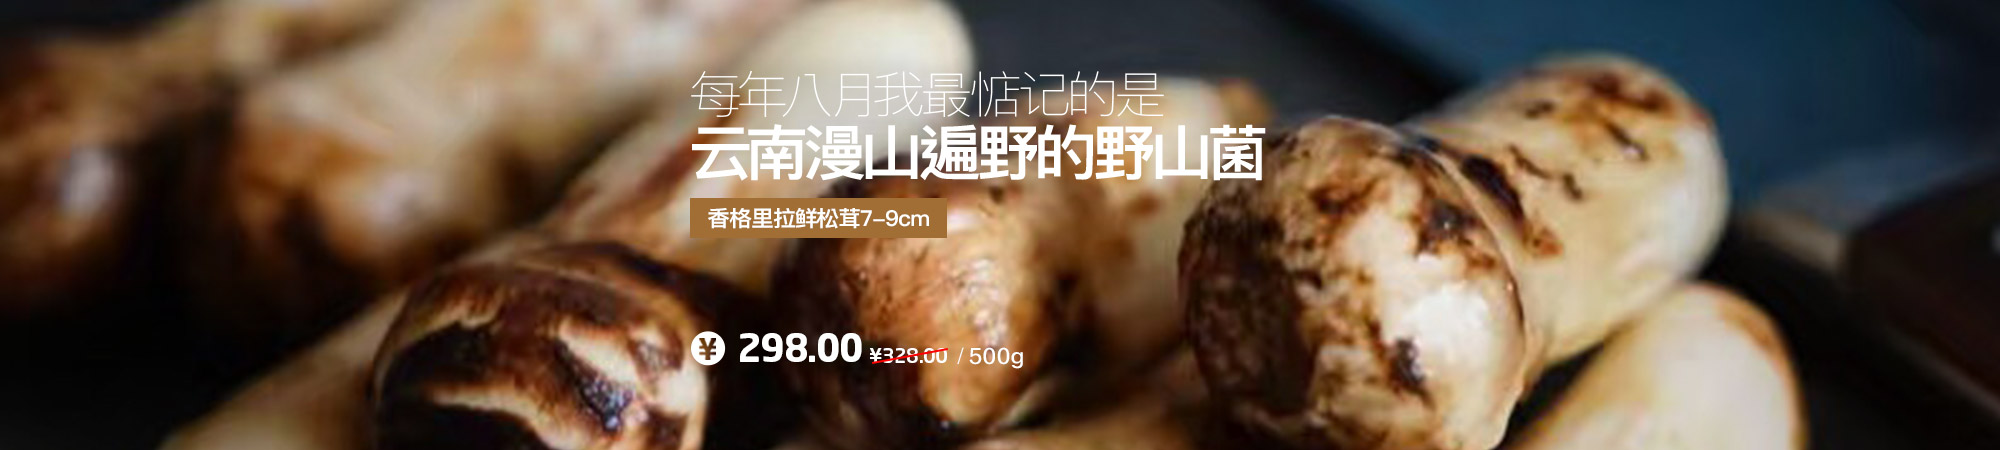 每年八月我最惦记的是
云南漫山遍野的野山菌
香格里拉鲜松茸7-9cm
¥ 298.00 ¥328.00 / 500g